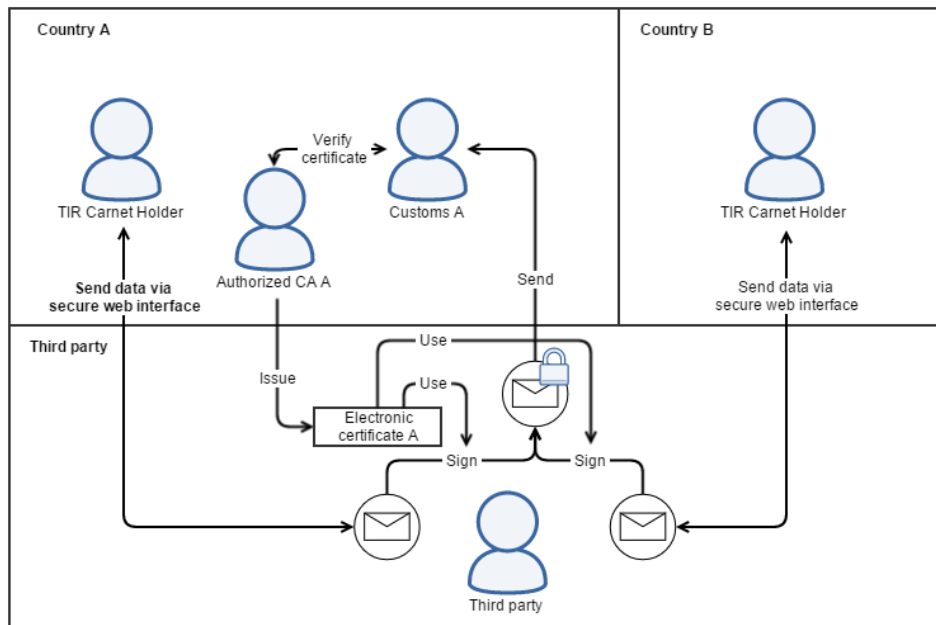 Country A
Country B
Verify
certificate
TIR Carnet Holder
Customs A
TIR Carnet Holder
Authorized CA A
Send data via
secure web interface
Send
Send data via
secure web interface
Third party
Use
Issue
Use
Electronic
certificate A
Sign
Sign
Third party